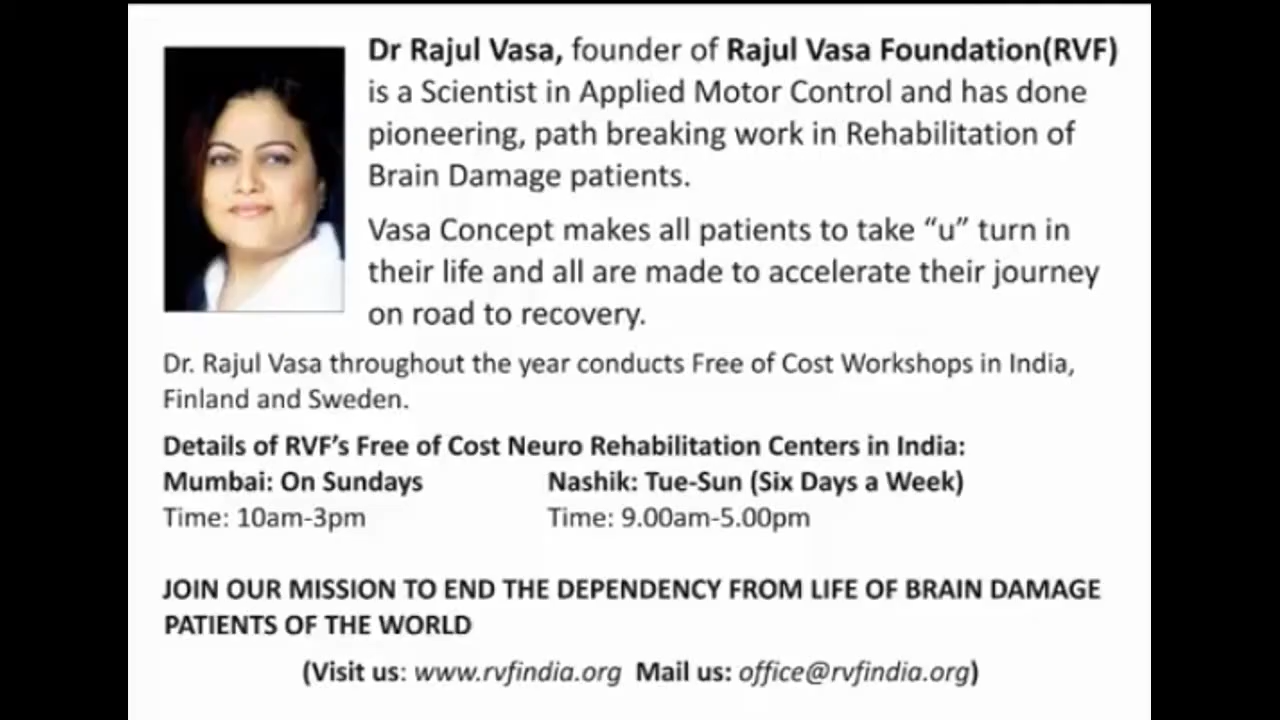 Dr Rajul Vasa, founder of Rajul Vasa Foundation(RVF)
is a Scientist in Applied Motor Control and has done
pioneering, path breaking work in Rehabilitation of
Brain Damage patients.
Vasa Concept makes all patients to take “u” turn in
their life and all are made to accelerate their journey
on road to recovery.
Dr. Rajul Vasa throughout the year conducts Free of Cost Workshops in India,
Finland and Sweden.
Details of RVF’s Free of Cost Neuro Rehabilitation Centers in India:
Mumbai: On Sundays Nashik: Tue-Sun (Six Days a Week)
Time: 10am-3pm Time: 9.00am-5.00pm
JOIN OUR MISSION TO END THE DEPENDENCY FROM LIFE OF BRAIN DAMAGE
PATIENTS OF THE WORLD
(Visit us: www.rvfindia.org Mail us: office@rvfindia.org)